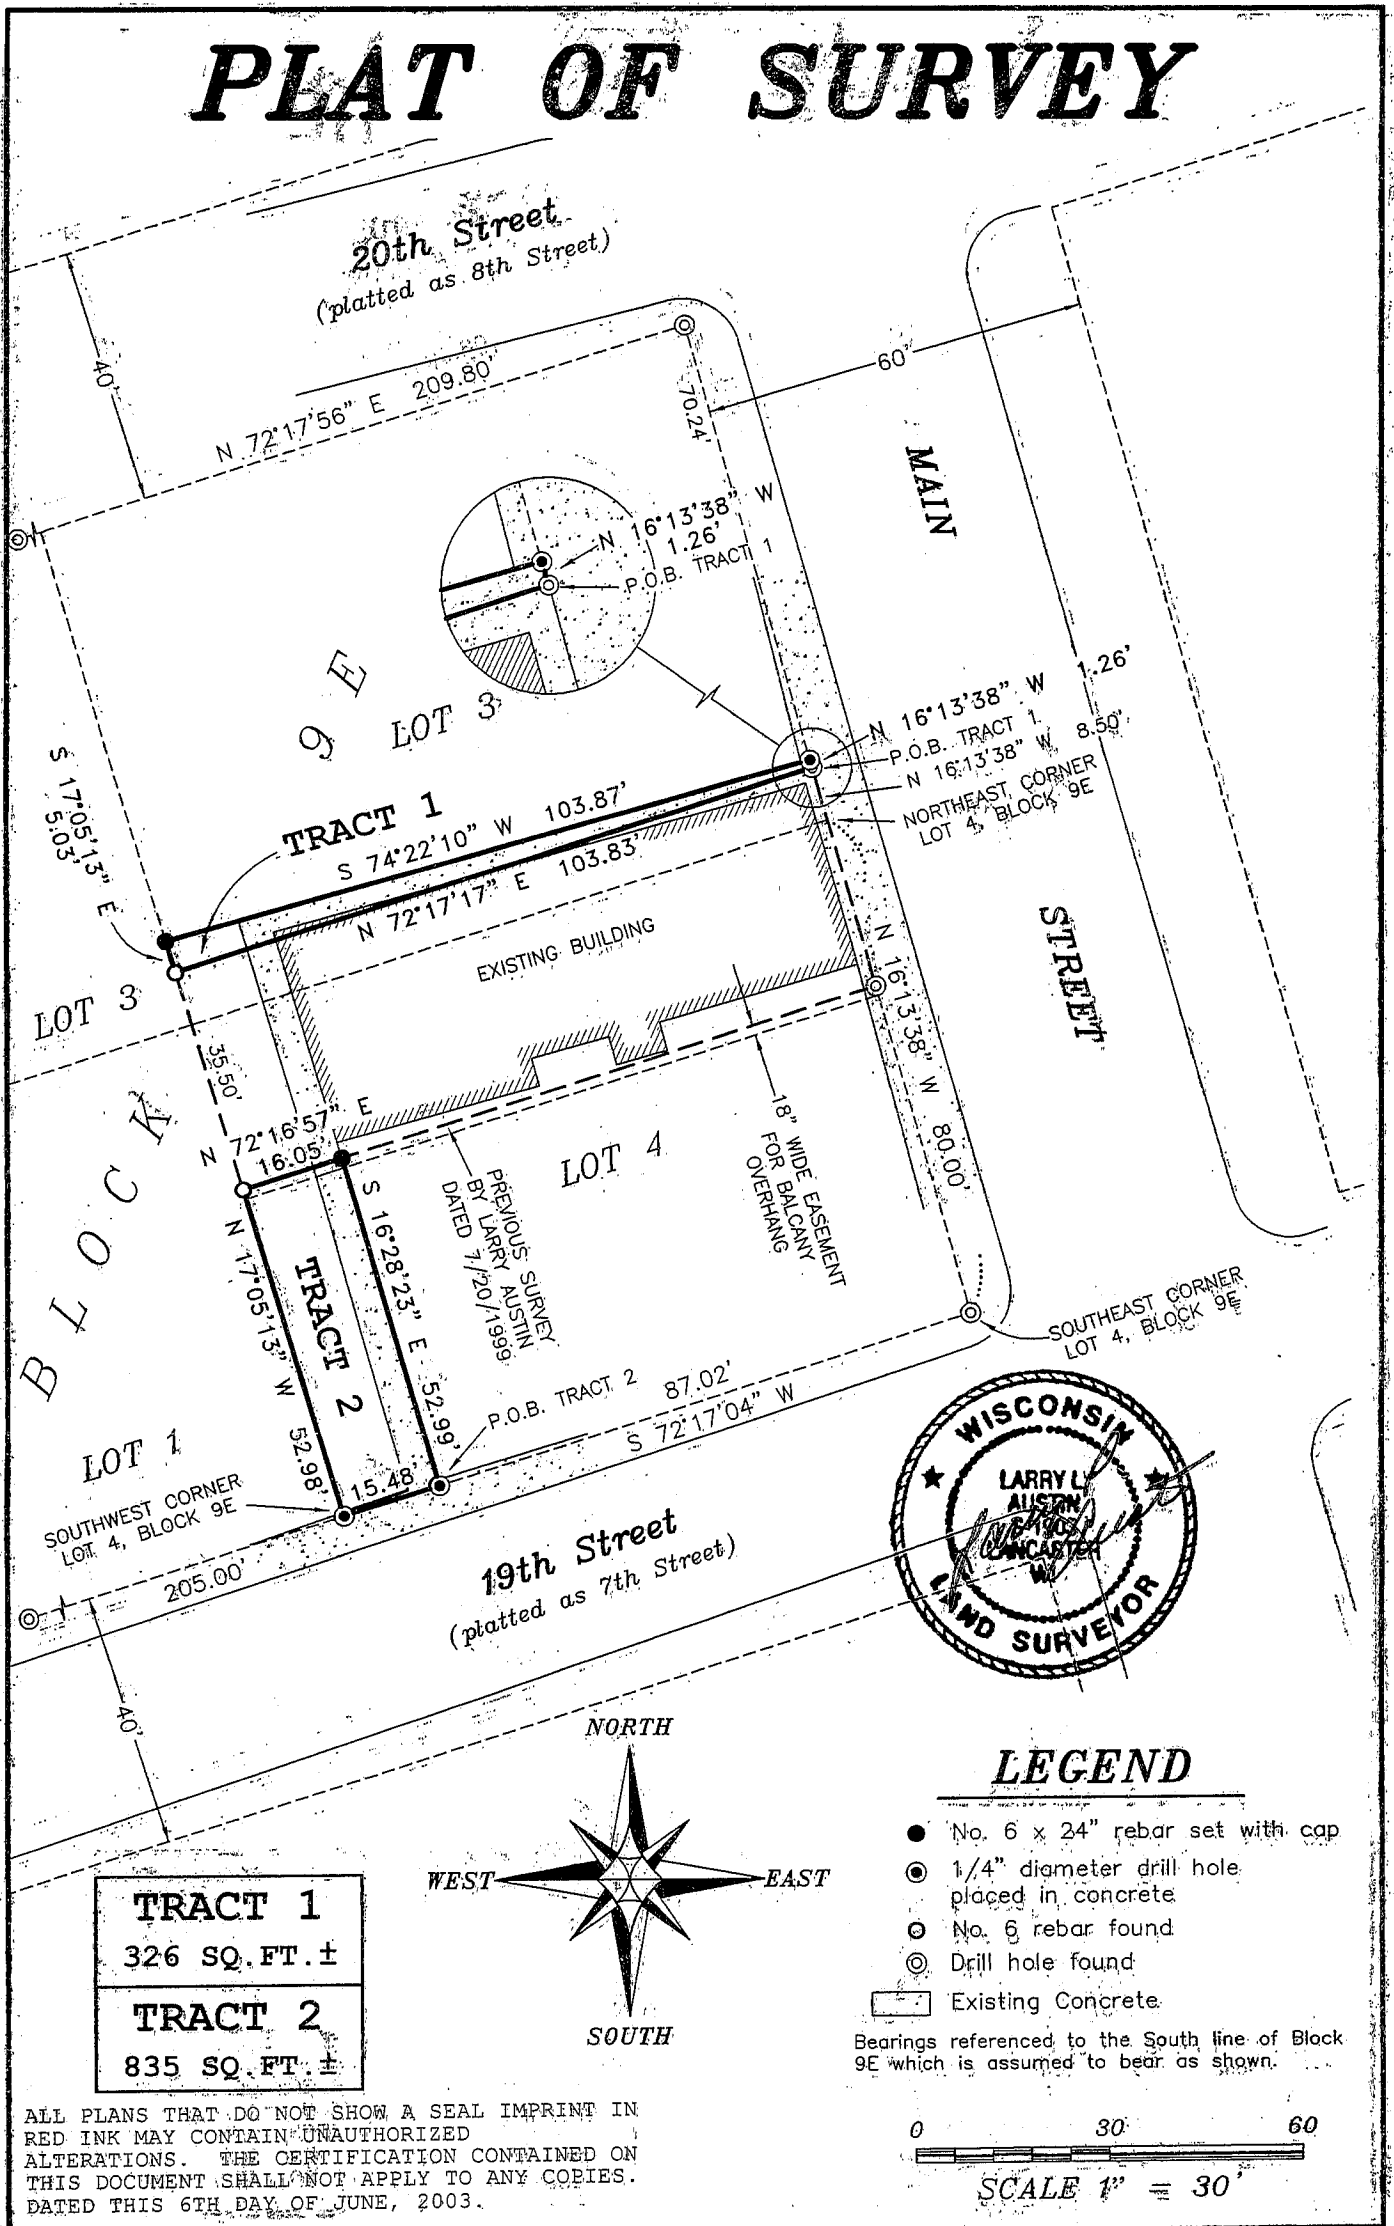 PLAT OF SURVEY
20th Street
(platted as 8th Street)
40'
N 72°17'56" E 209.80'
70.24'
60'
MAIN
STREET
N 16°13'38" W
1.26'
P.O.B. TRACT 1
9 E
LOT 3
N 16°13'38" W 1.26'
P.O.B. TRACT 1
N 16°13'38" W 8.50'
NORTHEAST CORNER
LOT 4, BLOCK 9E
S 17°05'13" E
5.03'
TRACT 1
S 74°22'10" W 103.87'
N 72°17'17" E 103.83'
EXISTING BUILDING
LOT 3
35.50'
N 16°13'38" W 80.00'
BLOCK
N 72°16'57" E
16.05'
LOT 4
18" WIDE EASEMENT
FOR BALCANY
OVERHANG
PREVIOUS SURVEY
BY LARRY AUSTIN
DATED 7/20/1999
S 16°28'23" E 52.99'
N 17°05'13" W 52.98'
TRACT 2
SOUTHEAST CORNER
LOT 4, BLOCK 9E
P.O.B. TRACT 2
87.02'
S 72°17'04" W
LOT 1
SOUTHWEST CORNER
LOT 4, BLOCK 9E
15.48'
205.00'
19th Street
(platted as 7th Street)
40'
WISCONSIN
LARRY L.
AUSTIN
LANCASTER
WI
LAND SURVEYOR
NORTH
WEST
EAST
SOUTH
LEGEND
No. 6 x 24" rebar set with cap
1/4" diameter drill hole
placed in concrete
No. 6 rebar found
Drill hole found
Existing Concrete
Bearings referenced to the South line of Block
9E which is assumed to bear as shown.
TRACT 1
326 SQ.FT.±
TRACT 2
835 SQ.FT.±
ALL PLANS THAT DO NOT SHOW A SEAL IMPRINT IN
RED INK MAY CONTAIN UNAUTHORIZED
ALTERATIONS. THE CERTIFICATION CONTAINED ON
THIS DOCUMENT SHALL NOT APPLY TO ANY COPIES.
DATED THIS 6TH DAY OF JUNE, 2003.
0 30 60
SCALE 1" = 30'